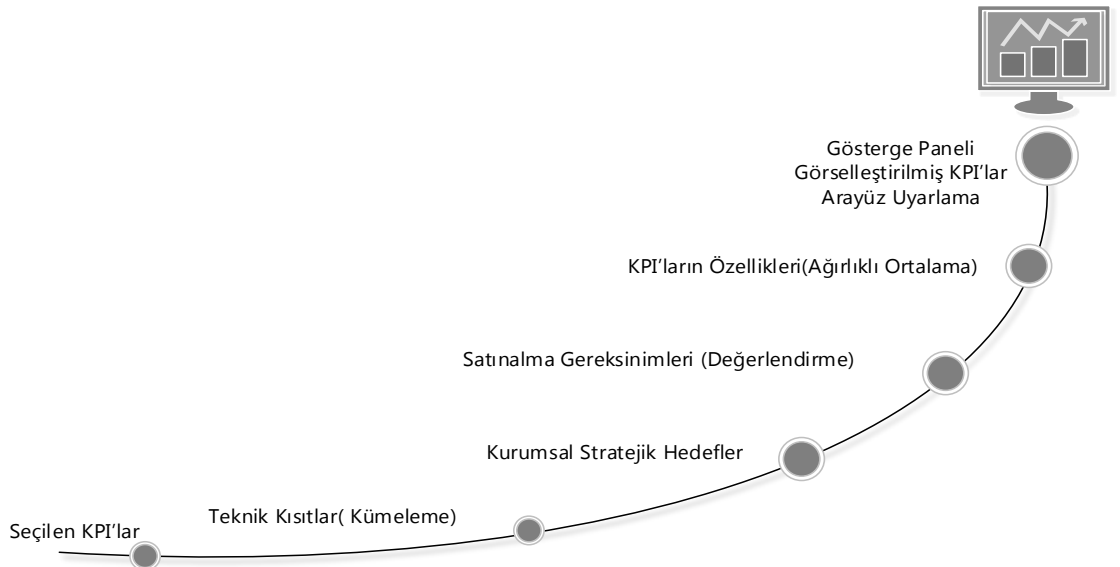 Gösterge Paneli
Görselleştirilmiş KPI'lar
Arayüz Uyarlama
KPI'ların Özellikleri(Ağırlıklı Ortalama)
Satınalma Gereksinimleri (Değerlendirme)
Kurumsal Stratejik Hedefler
Teknik Kısıtlar( Kümeleme)
Seçilen KPI'lar